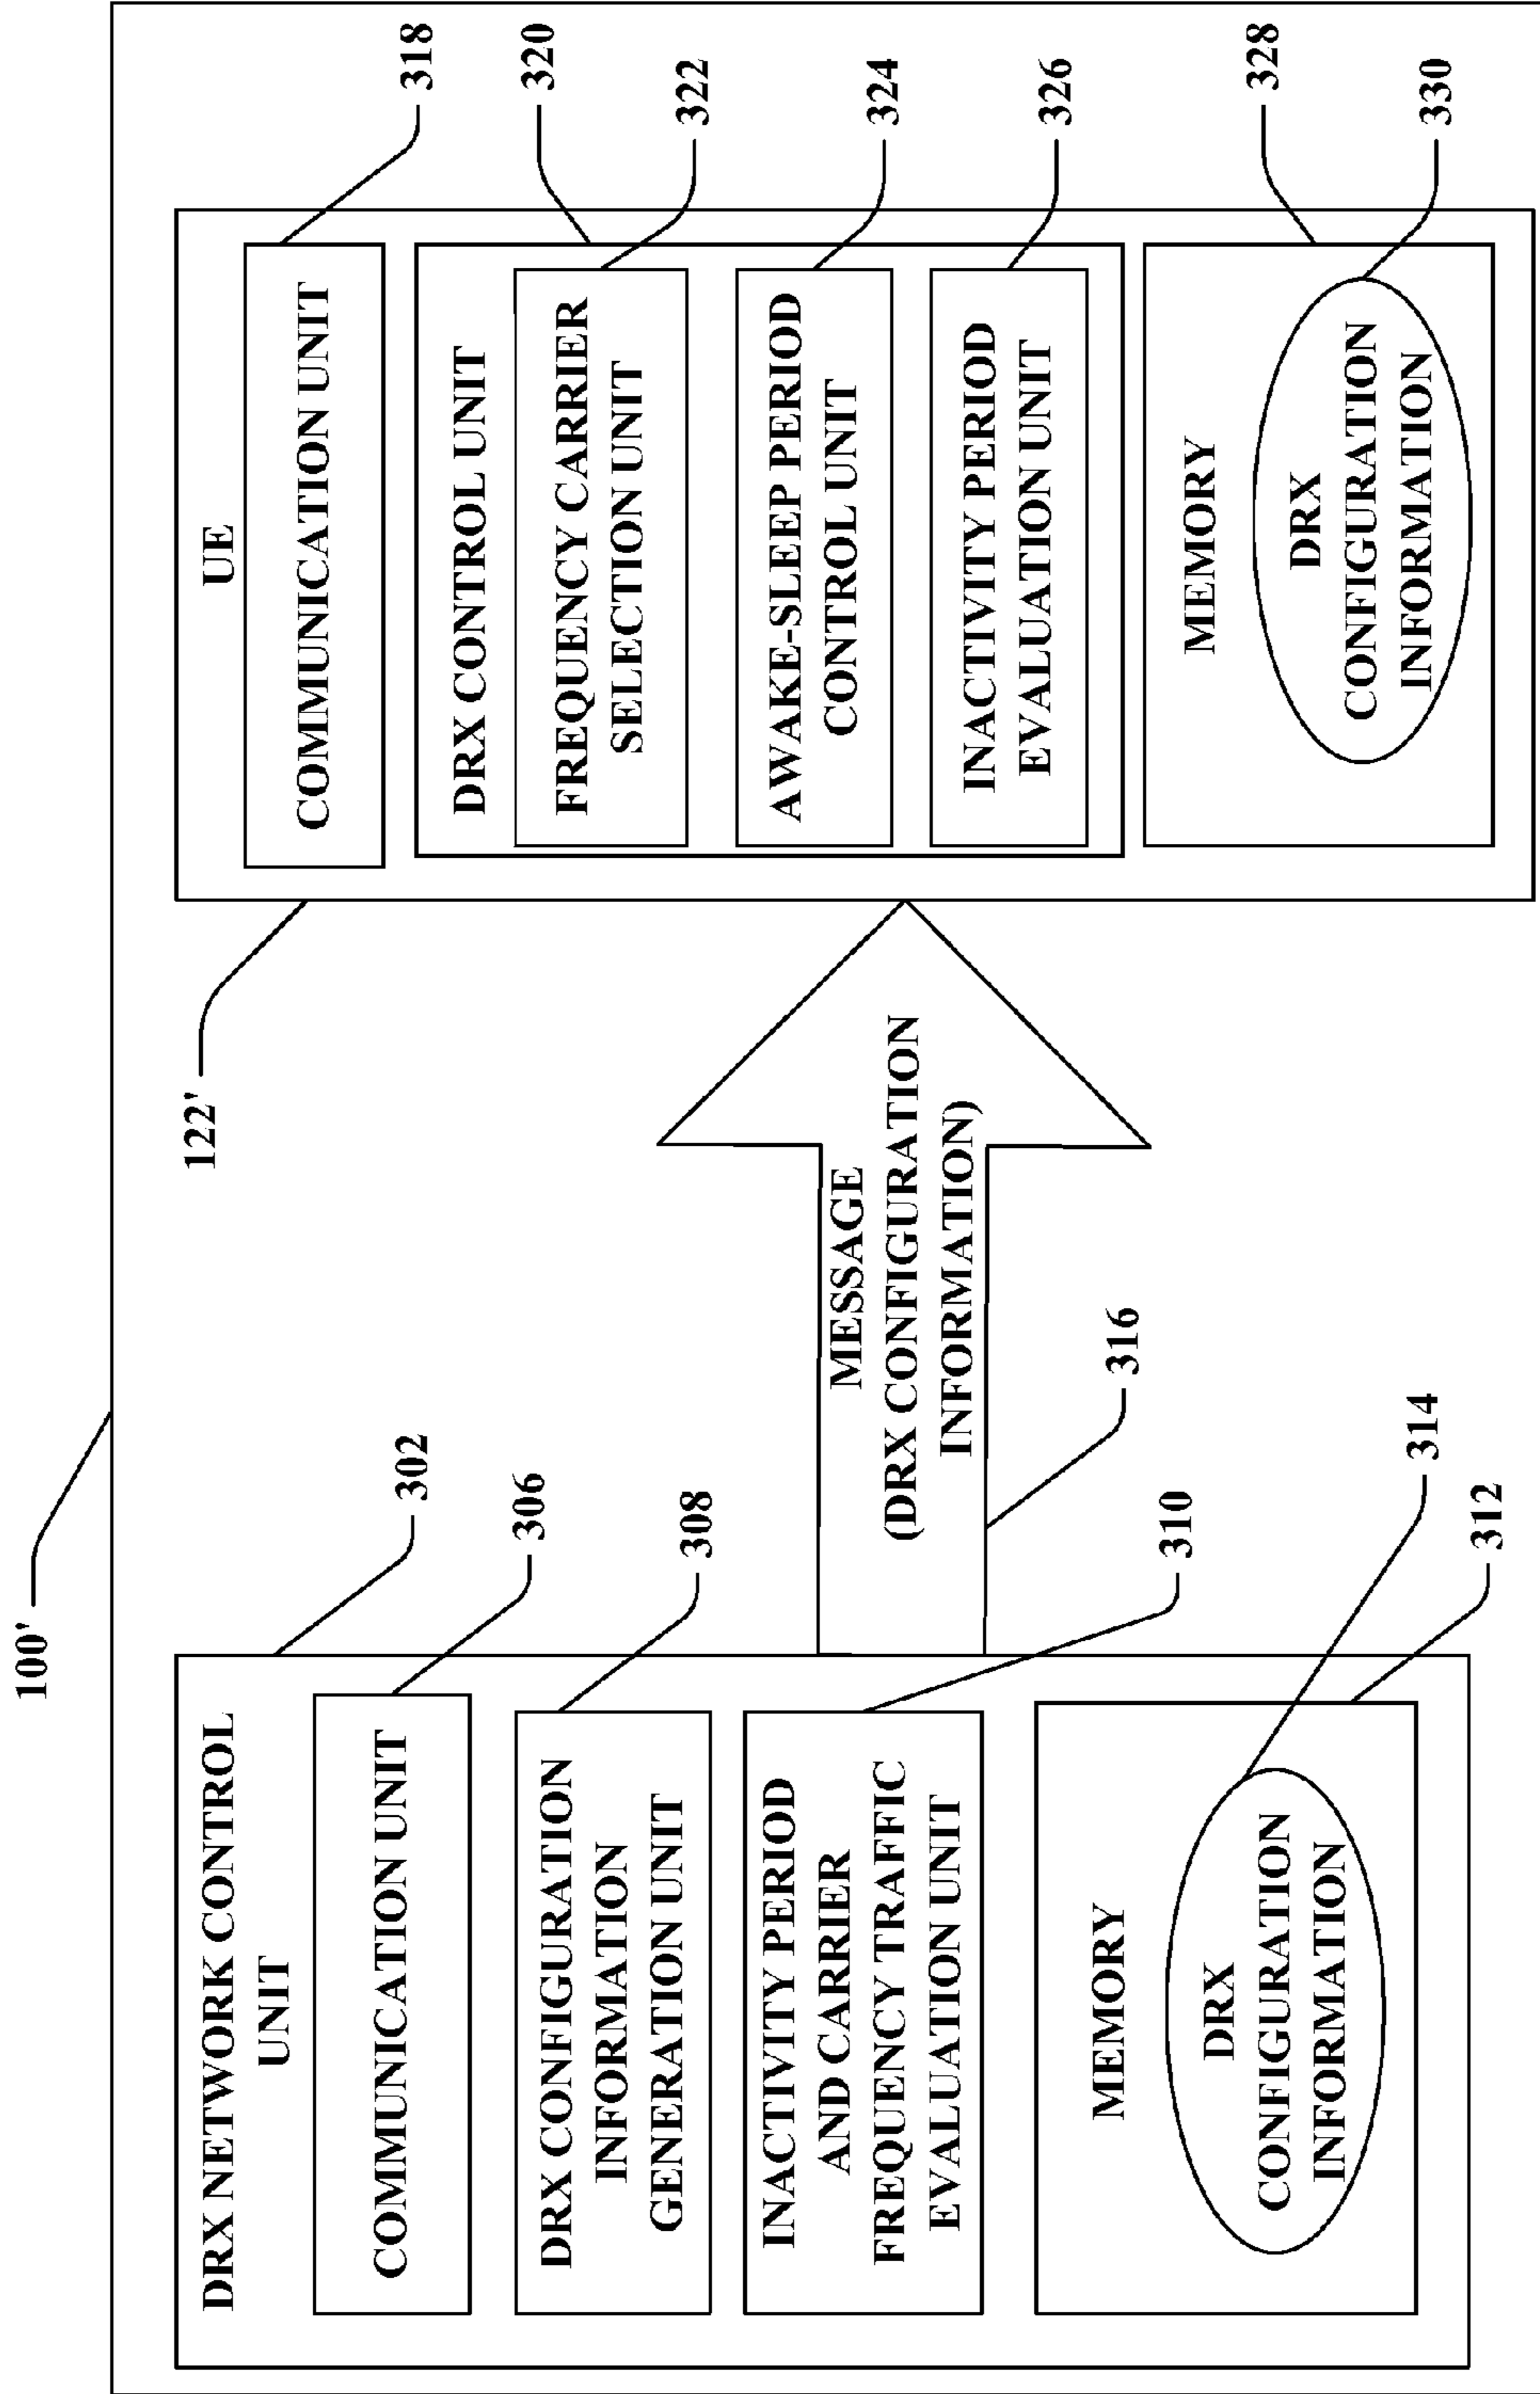 100'
DRX NETWORK CONTROL
UNIT
302
COMMUNICATION UNIT
306
DRX CONFIGURATION
INFORMATION
GENERATION UNIT
308
INACTIVITY PERIOD
AND CARRIER
FREQUENCY TRAFFIC
EVALUATION UNIT
310
MEMORY
DRX
CONFIGURATION
INFORMATION
314
312
MESSAGE
(DRX CONFIGURATION
INFORMATION)
316
122'
UE
COMMUNICATION UNIT
318
DRX CONTROL UNIT
320
FREQUENCY CARRIER
SELECTION UNIT
322
AWAKE-SLEEP PERIOD
CONTROL UNIT
324
INACTIVITY PERIOD
EVALUATION UNIT
326
MEMORY
328
DRX
CONFIGURATION
INFORMATION
330